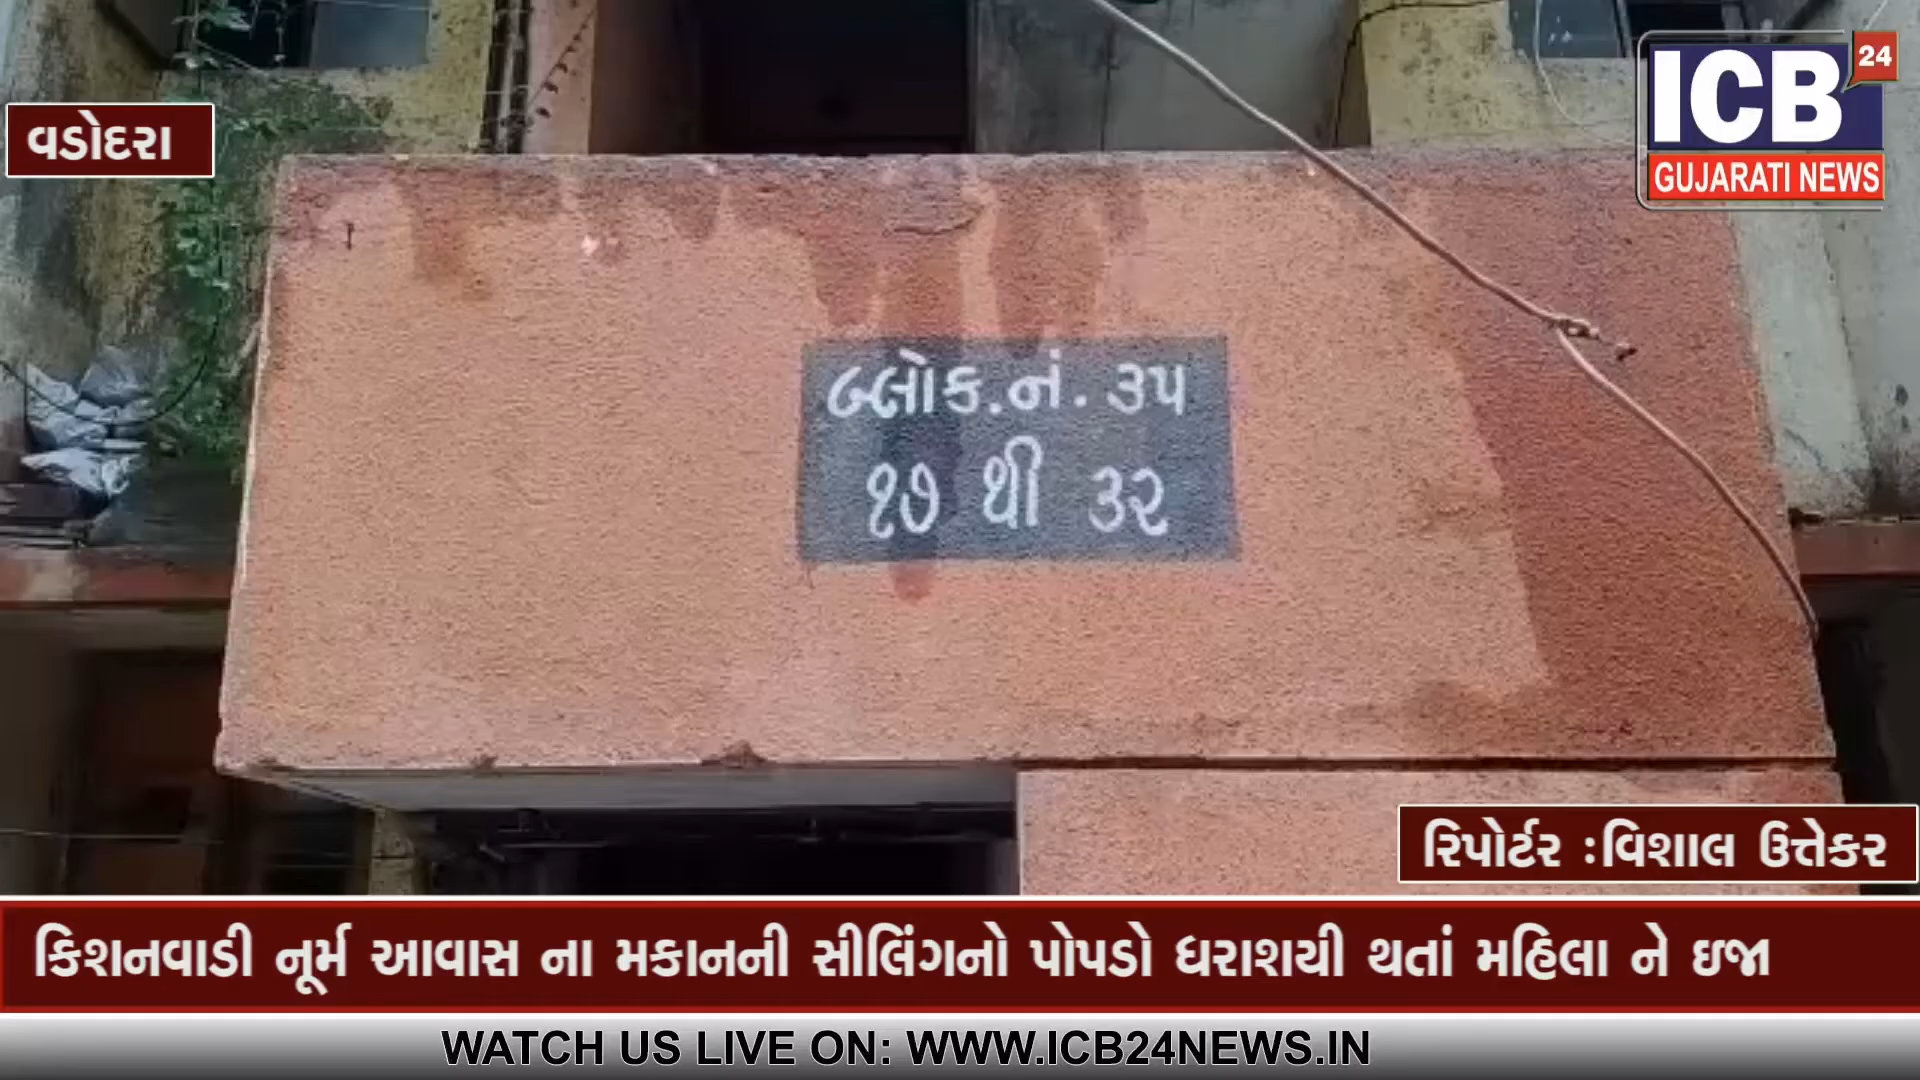 ICB 24
GUJARATI NEWS
વડોદરા
બ્લોક.નં. ૩૫
૧૭ થી ૩૨
રિપોર્ટર :વિશાલ ઉત્તેકર
કિશનવાડી નૂર્મ આવાસ ના મકાનની સીલિંગનો પોપડો ધરાશયી થતાં મહિલા ને ઇજા
WATCH US LIVE ON: WWW.ICB24NEWS.IN